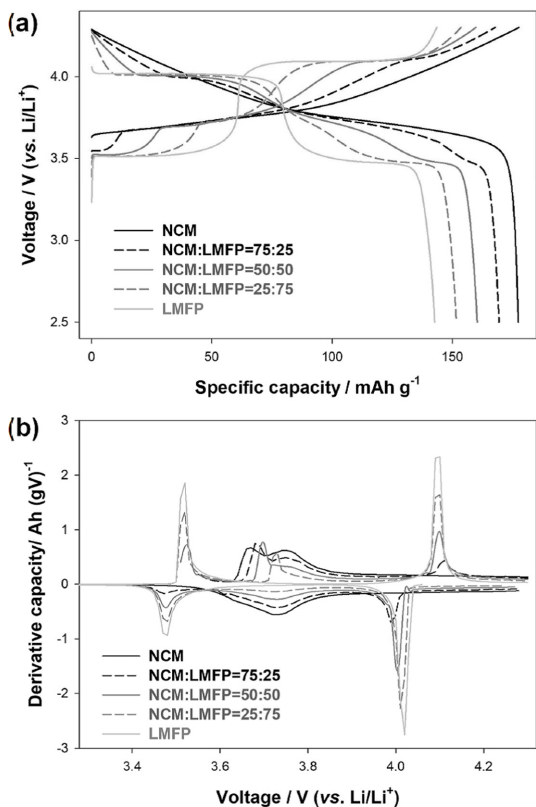 (a)
4.0
3.5
3.0
2.5
Voltage / V (vs. Li/Li⁺)
NCM
NCM:LMFP=75:25
NCM:LMFP=50:50
NCM:LMFP=25:75
LMFP
0 50 100 150
Specific capacity / mAh g⁻¹
(b)
3
2
1
0
-1
-2
-3
Derivative capacity/ Ah (gV)⁻¹
NCM
NCM:LMFP=75:25
NCM:LMFP=50:50
NCM:LMFP=25:75
LMFP
3.4 3.6 3.8 4.0 4.2
Voltage / V (vs. Li/Li⁺)